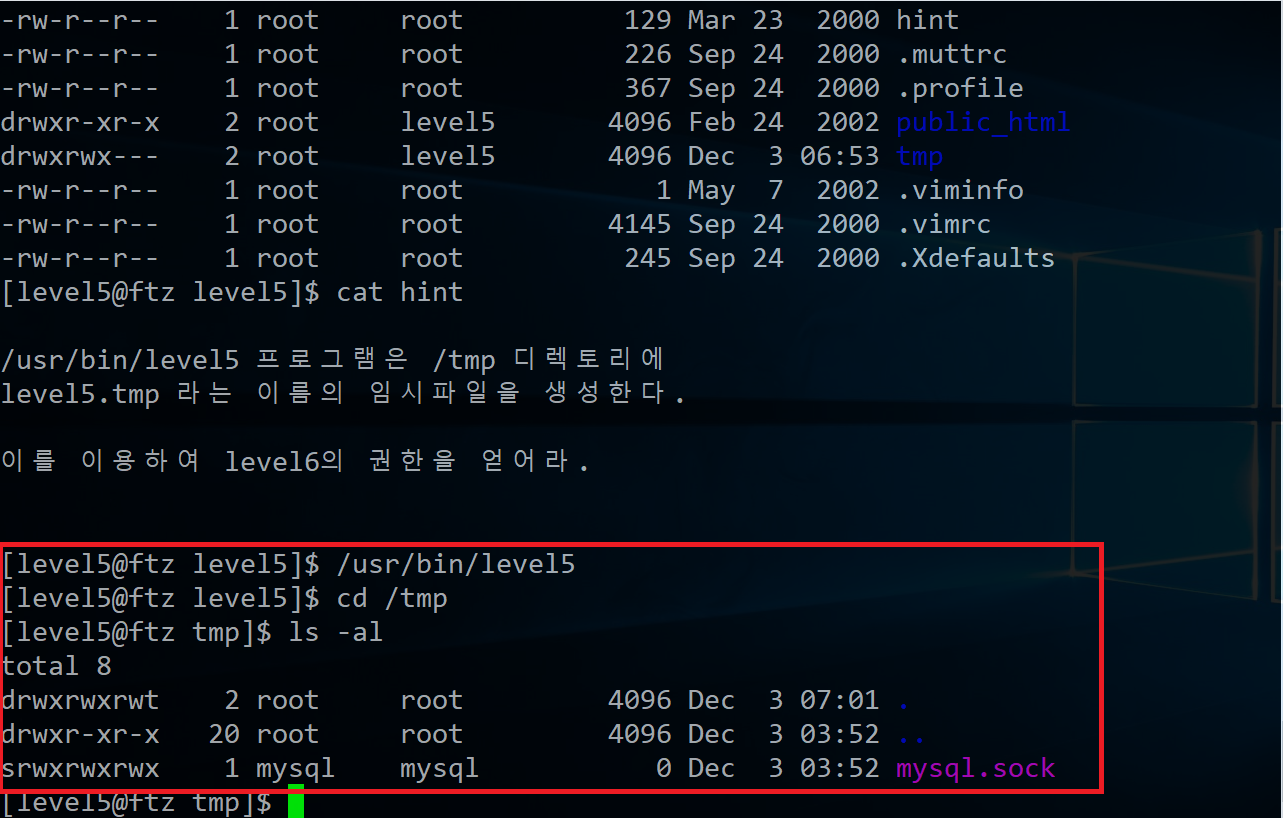 -rw-r--r--    1 root     root          129 Mar 23  2000 hint
-rw-r--r--    1 root     root          226 Sep 24  2000 .muttrc
-rw-r--r--    1 root     root          367 Sep 24  2000 .profile
drwxr-xr-x    2 root     level5       4096 Feb 24  2002 public_html
drwxrwx---    2 root     level5       4096 Dec  3 06:53 tmp
-rw-r--r--    1 root     root            1 May  7  2002 .viminfo
-rw-r--r--    1 root     root         4145 Sep 24  2000 .vimrc
-rw-r--r--    1 root     root          245 Sep 24  2000 .Xdefaults
[level5@ftz level5]$ cat hint
/usr/bin/level5 프로그램은 /tmp 디렉토리에
level5.tmp 라는 이름의 임시파일을 생성한다.
이를 이용하여 level6의 권한을 얻어라.
[level5@ftz level5]$ /usr/bin/level5
[level5@ftz level5]$ cd /tmp
[level5@ftz tmp]$ ls -al
total 8
drwxrwxrwt    2 root     root         4096 Dec  3 07:01 .
drwxr-xr-x   20 root     root         4096 Dec  3 03:52 ..
srwxrwxrwx    1 mysql    mysql           0 Dec  3 03:52 mysql.sock
[level5@ftz tmp]$